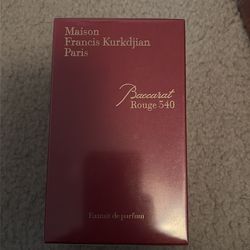 Maison
Francis Kurkdjian
Paris
Baccarat
Rouge 540
Extrait de parfum